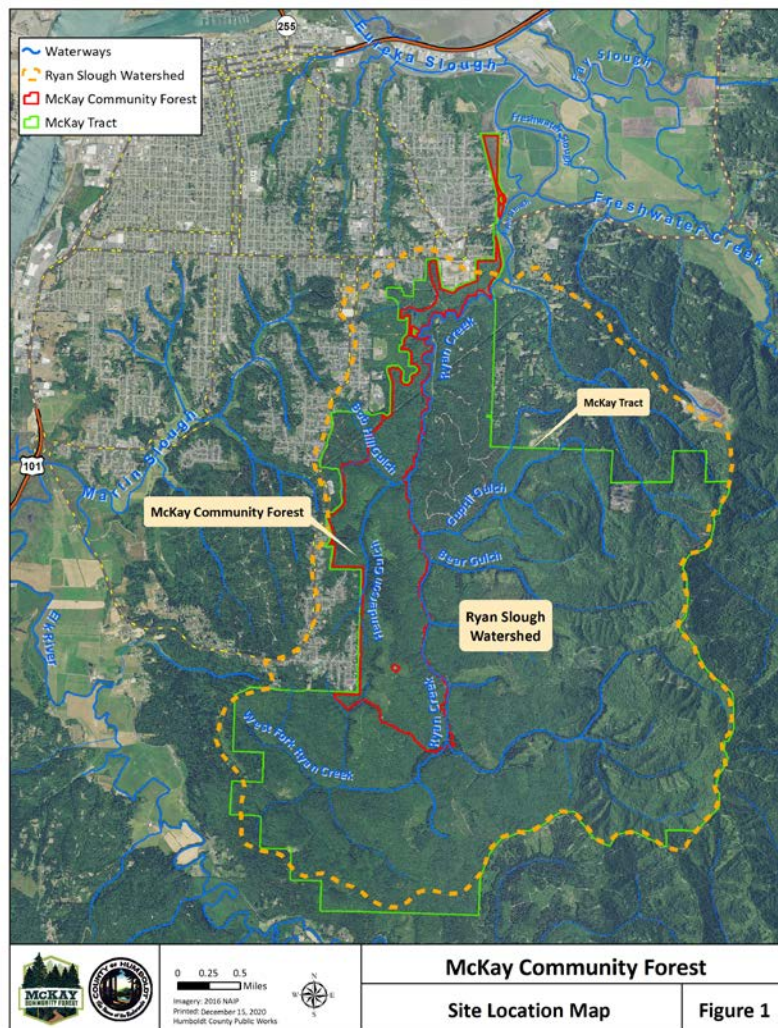 255
Waterways
Ryan Slough Watershed
McKay Community Forest
McKay Tract
Eureka Slough
Fay Slough
Freshwater
Slough
Freshwater Creek
Ryan Creek
McKay Tract
Bob Hill Gulch
Martin Slough
101
McKay Community Forest
Henderson Gulch
Bear Gulch
Ryan Slough
Watershed
Elk River
Ryan Creek
West Fork Ryan Creek
McKAY
COMMUNITY FOREST
COUNTY OF HUMBOLDT
0 0.25 0.5
Miles
Imagery: 2016 NAIP
Printed: December 15, 2020
Humboldt County Public Works
N
W E
S
McKay Community Forest
Site Location Map
Figure 1